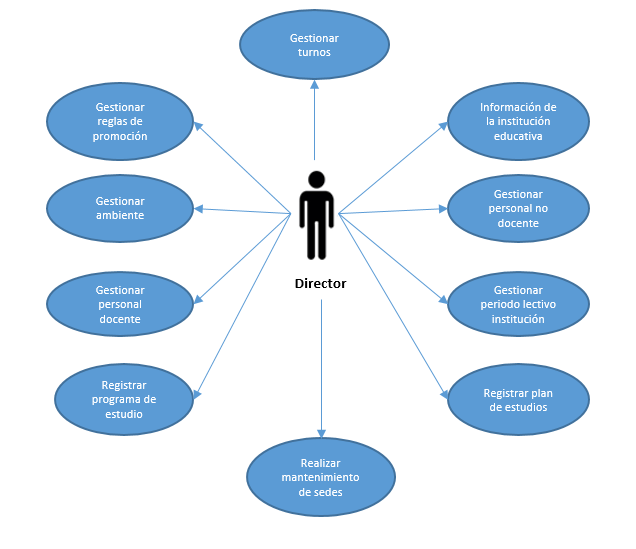 Gestionar
turnos
Gestionar
reglas de
promoción
Información de
la institución
educativa
Gestionar
ambiente
Gestionar
personal no
docente
Gestionar
personal
docente
Gestionar
periodo lectivo
institución
Director
Registrar
programa de
estudio
Registrar plan
de estudios
Realizar
mantenimiento
de sedes